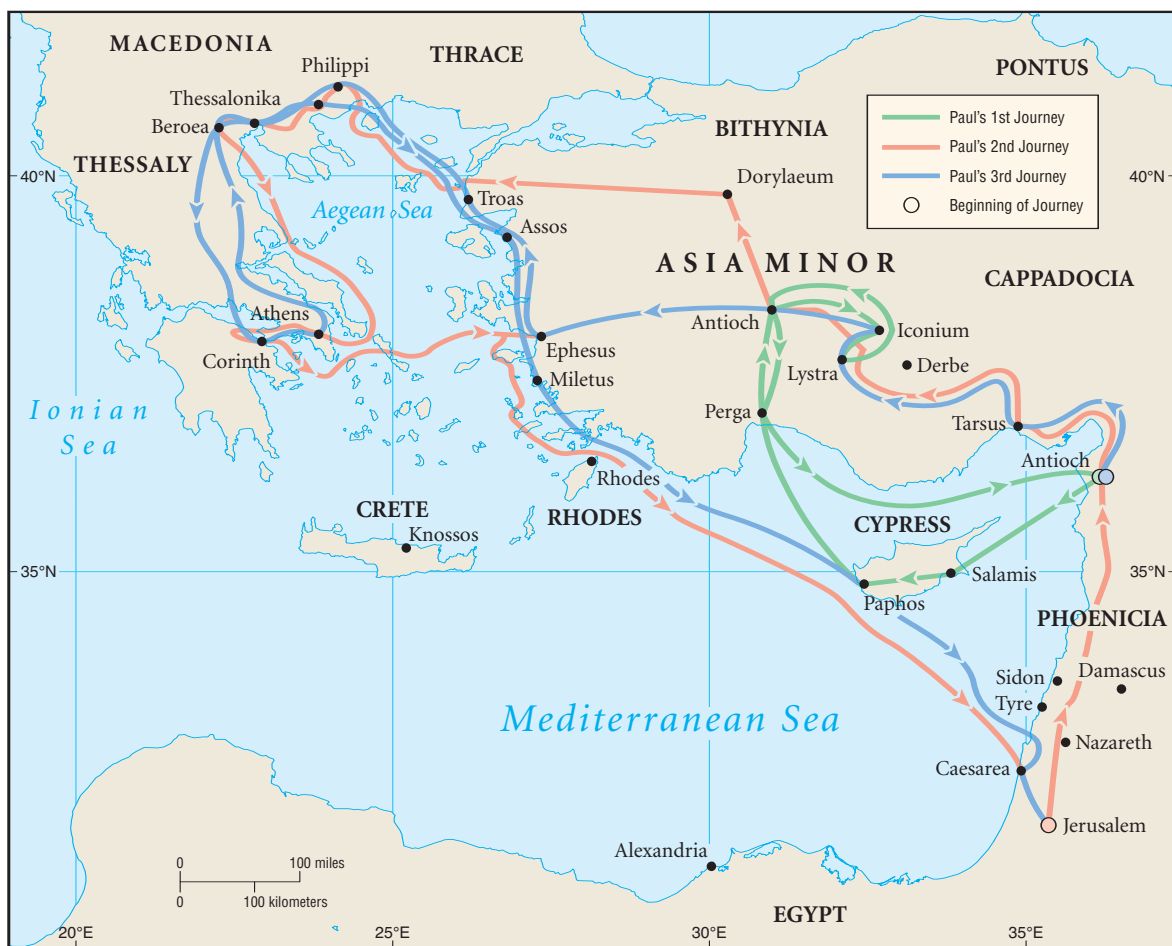 MACEDONIA
THRACE
PONTUS
Philippi
Thessalonika
Beroea
THESSALY
BITHYNIA
Paul's 1st Journey
Paul's 2nd Journey
Paul's 3rd Journey
Beginning of Journey
40°N
40°N
Dorylaeum
Troas
Aegean Sea
Assos
ASIA MINOR
CAPPADOCIA
Athens
Antioch
Iconium
Corinth
Ephesus
Lystra
Derbe
Miletus
Ionian
Sea
Perga
Tarsus
Antioch
Rhodes
CRETE
RHODES
CYPRESS
Knossos
35°N
35°N
Salamis
Paphos
PHOENICIA
Sidon
Damascus
Tyre
Mediterranean Sea
Nazareth
Caesarea
Jerusalem
Alexandria
0 100 miles
0 100 kilometers
EGYPT
20°E
25°E
30°E
35°E